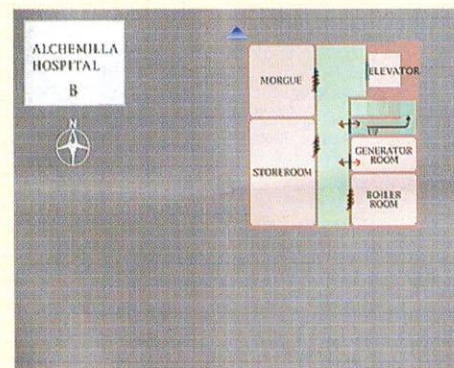 ALCHEMILLA
HOSPITAL
B
N
MORGUE
ELEVATOR
STOREROOM
GENERATOR
ROOM
BOILER
ROOM